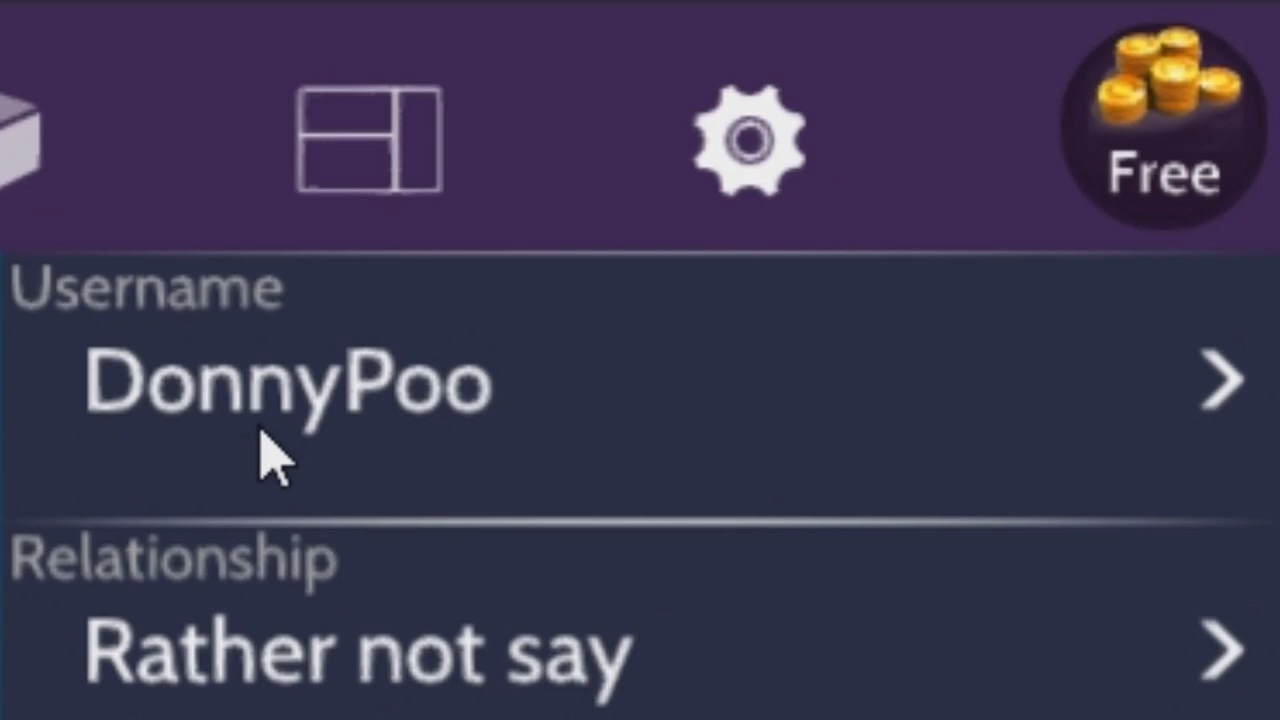 Free
Username
DonnyPoo
Relationship
Rather not say